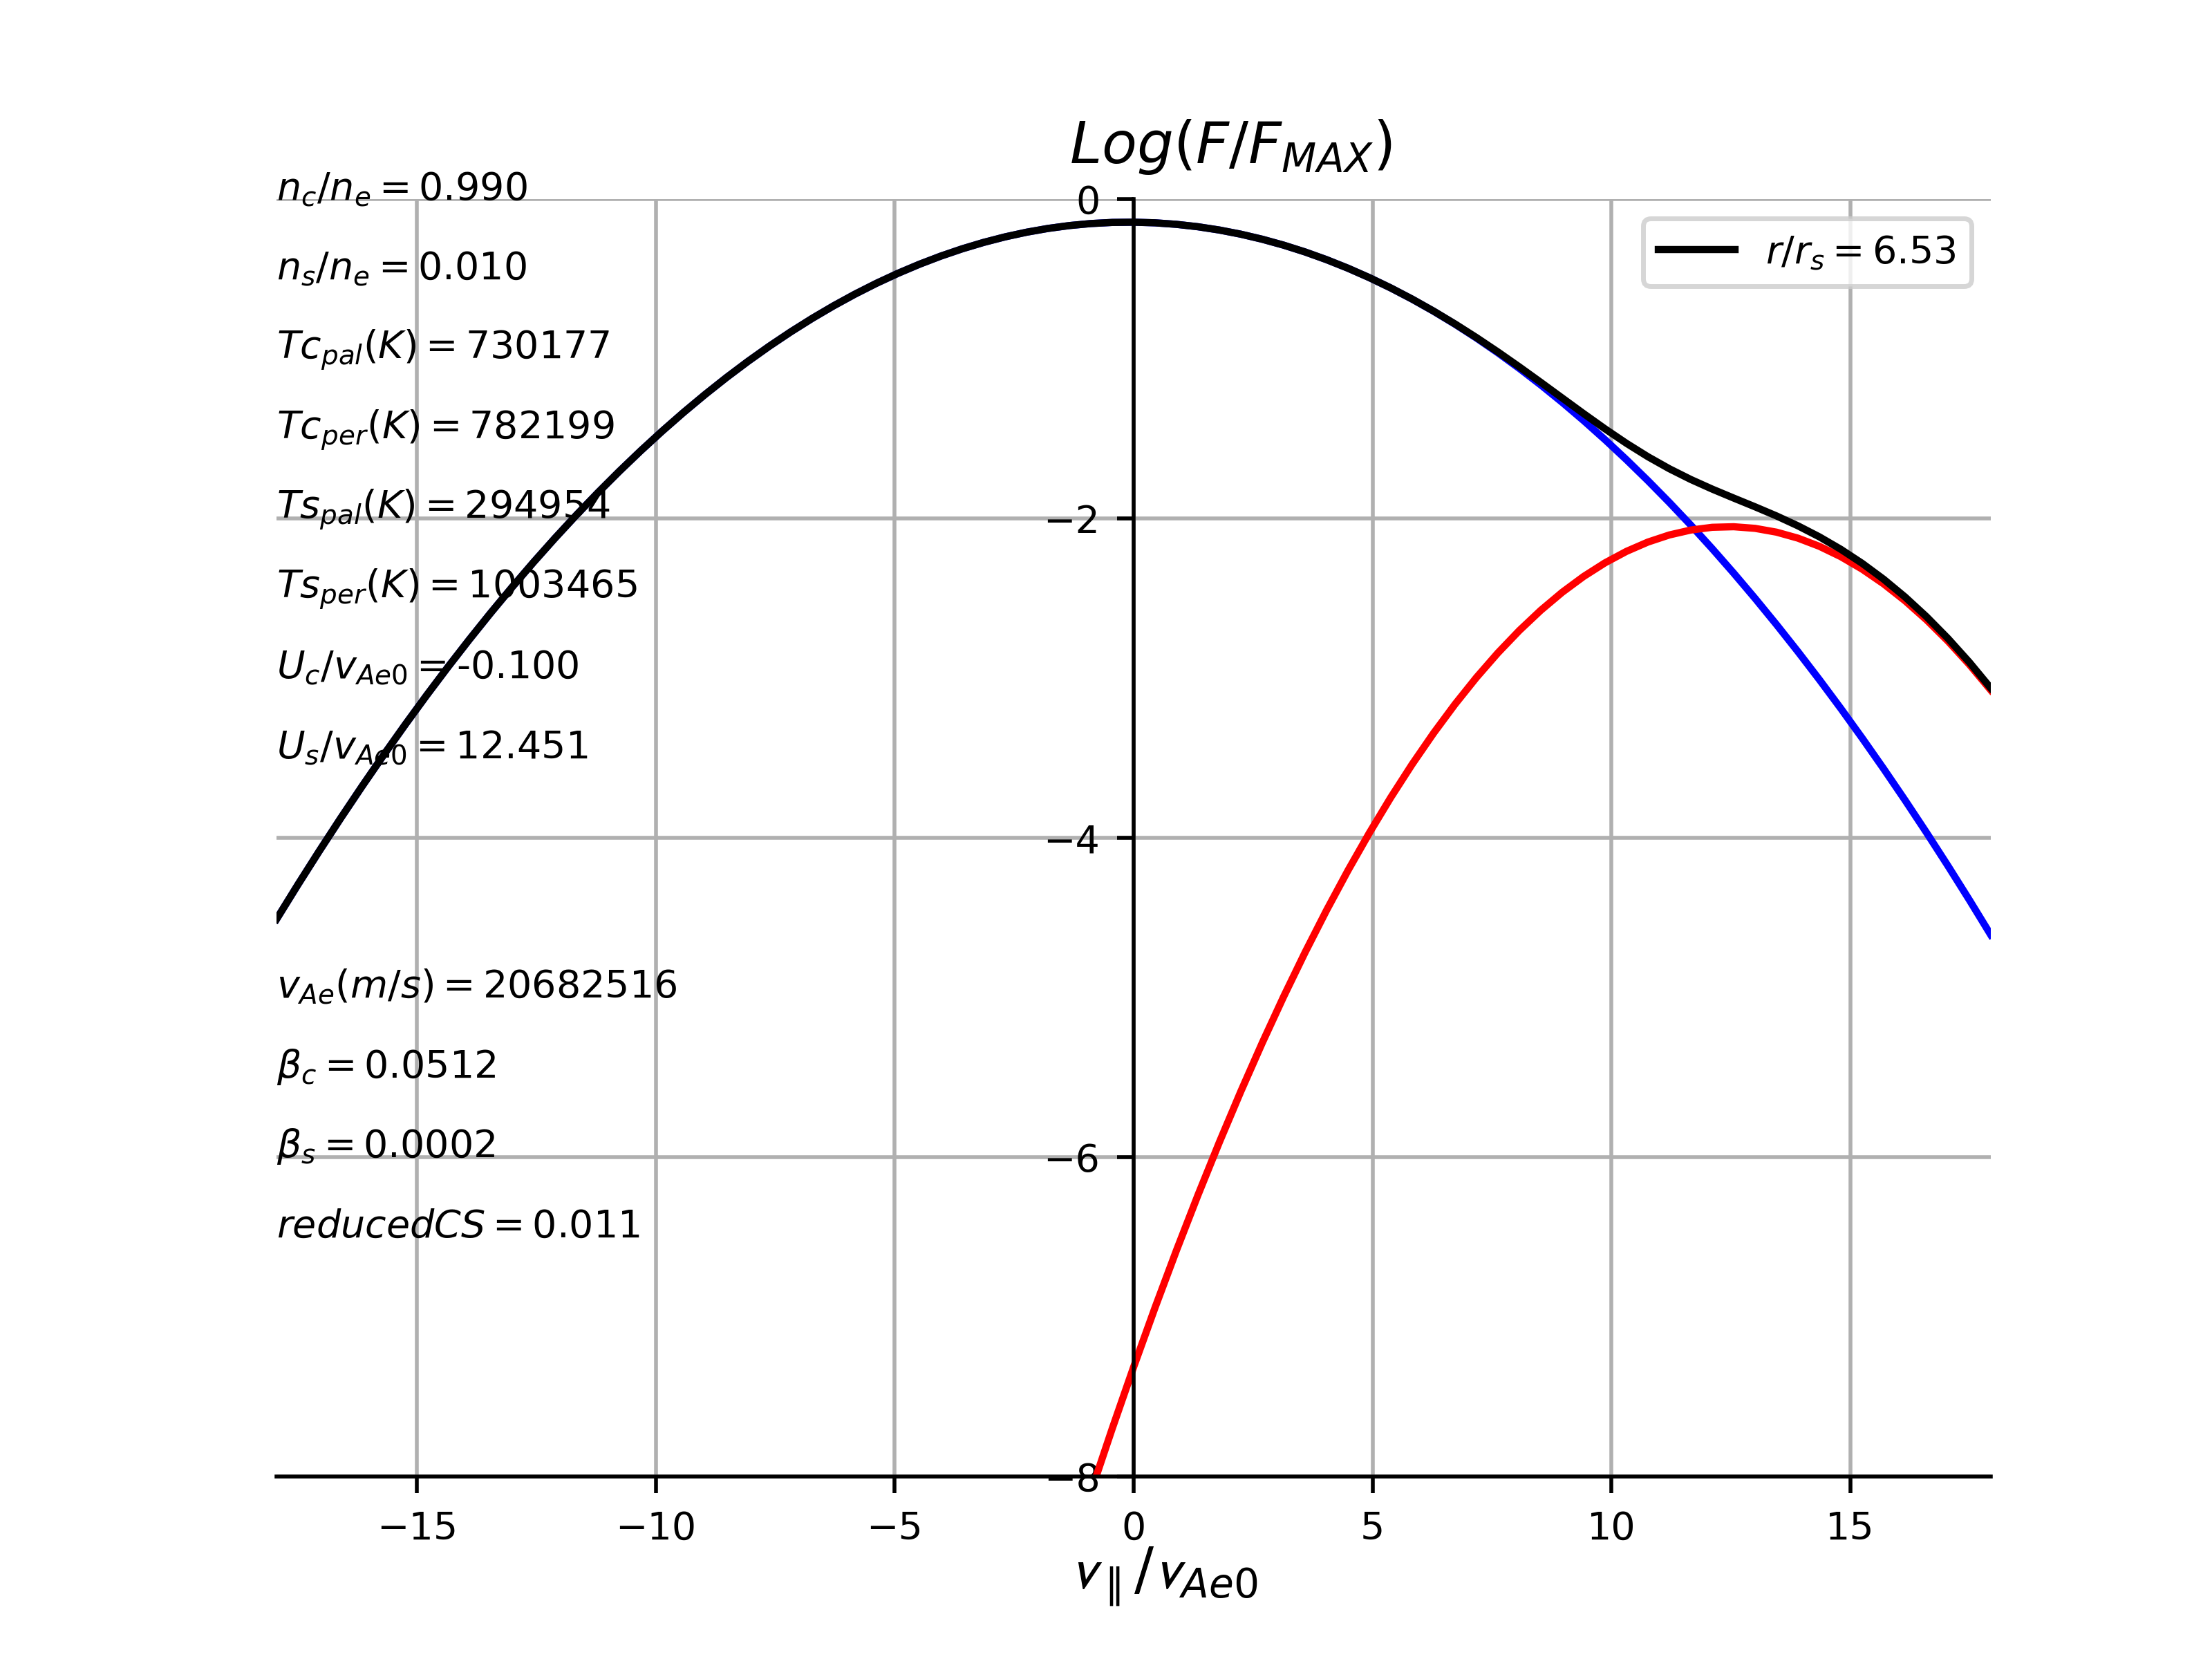 Log(F/F_MAX)
n_c/n_e = 0.990
0
r/r_s = 6.53
n_s/n_e = 0.010
Tc_pal(K) = 730177
Tc_per(K) = 782199
Ts_pal(K) = 294954
−2
Ts_per(K) = 1003465
U_c/v_Ae0 = -0.100
U_s/v_Ae0 = 12.451
−4
v_Ae(m/s) = 20682516
β_c = 0.0512
β_s = 0.0002
−6
reducedCS = 0.011
−8
−15 −10 −5 0 5 10 15
v_∥/v_Ae0